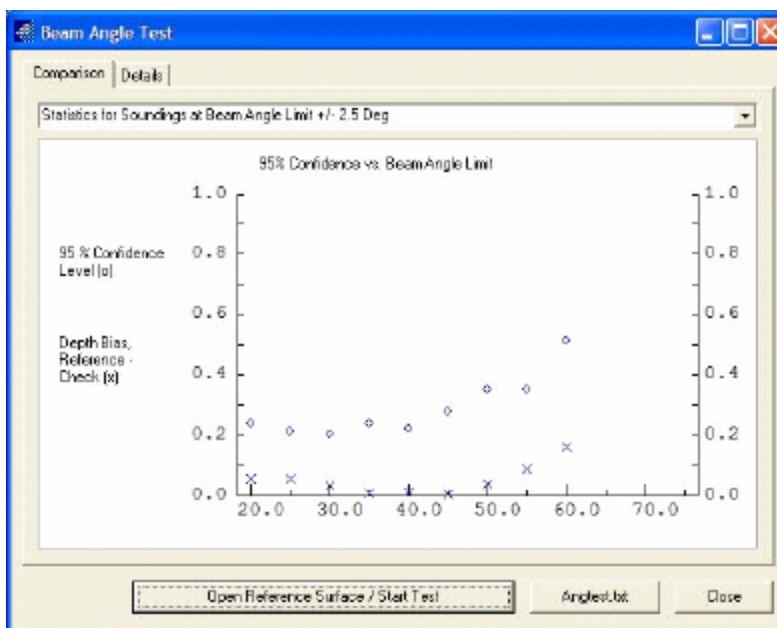 Beam Angle Test
Comparison Details
Statistics for Soundings at Beam Angle Limit +/- 2.5 Deg
95% Confidence vs. Beam Angle Limit
95 % Confidence
Level (o)
Depth Bias,
Reference -
Check (x)
1.0 1.0
0.8 0.8
0.6 0.6
0.4 0.4
0.2 0.2
0.0 0.0
20.0 30.0 40.0 50.0 60.0 70.0
Open Reference Surface / Start Test Angtest.txt Close